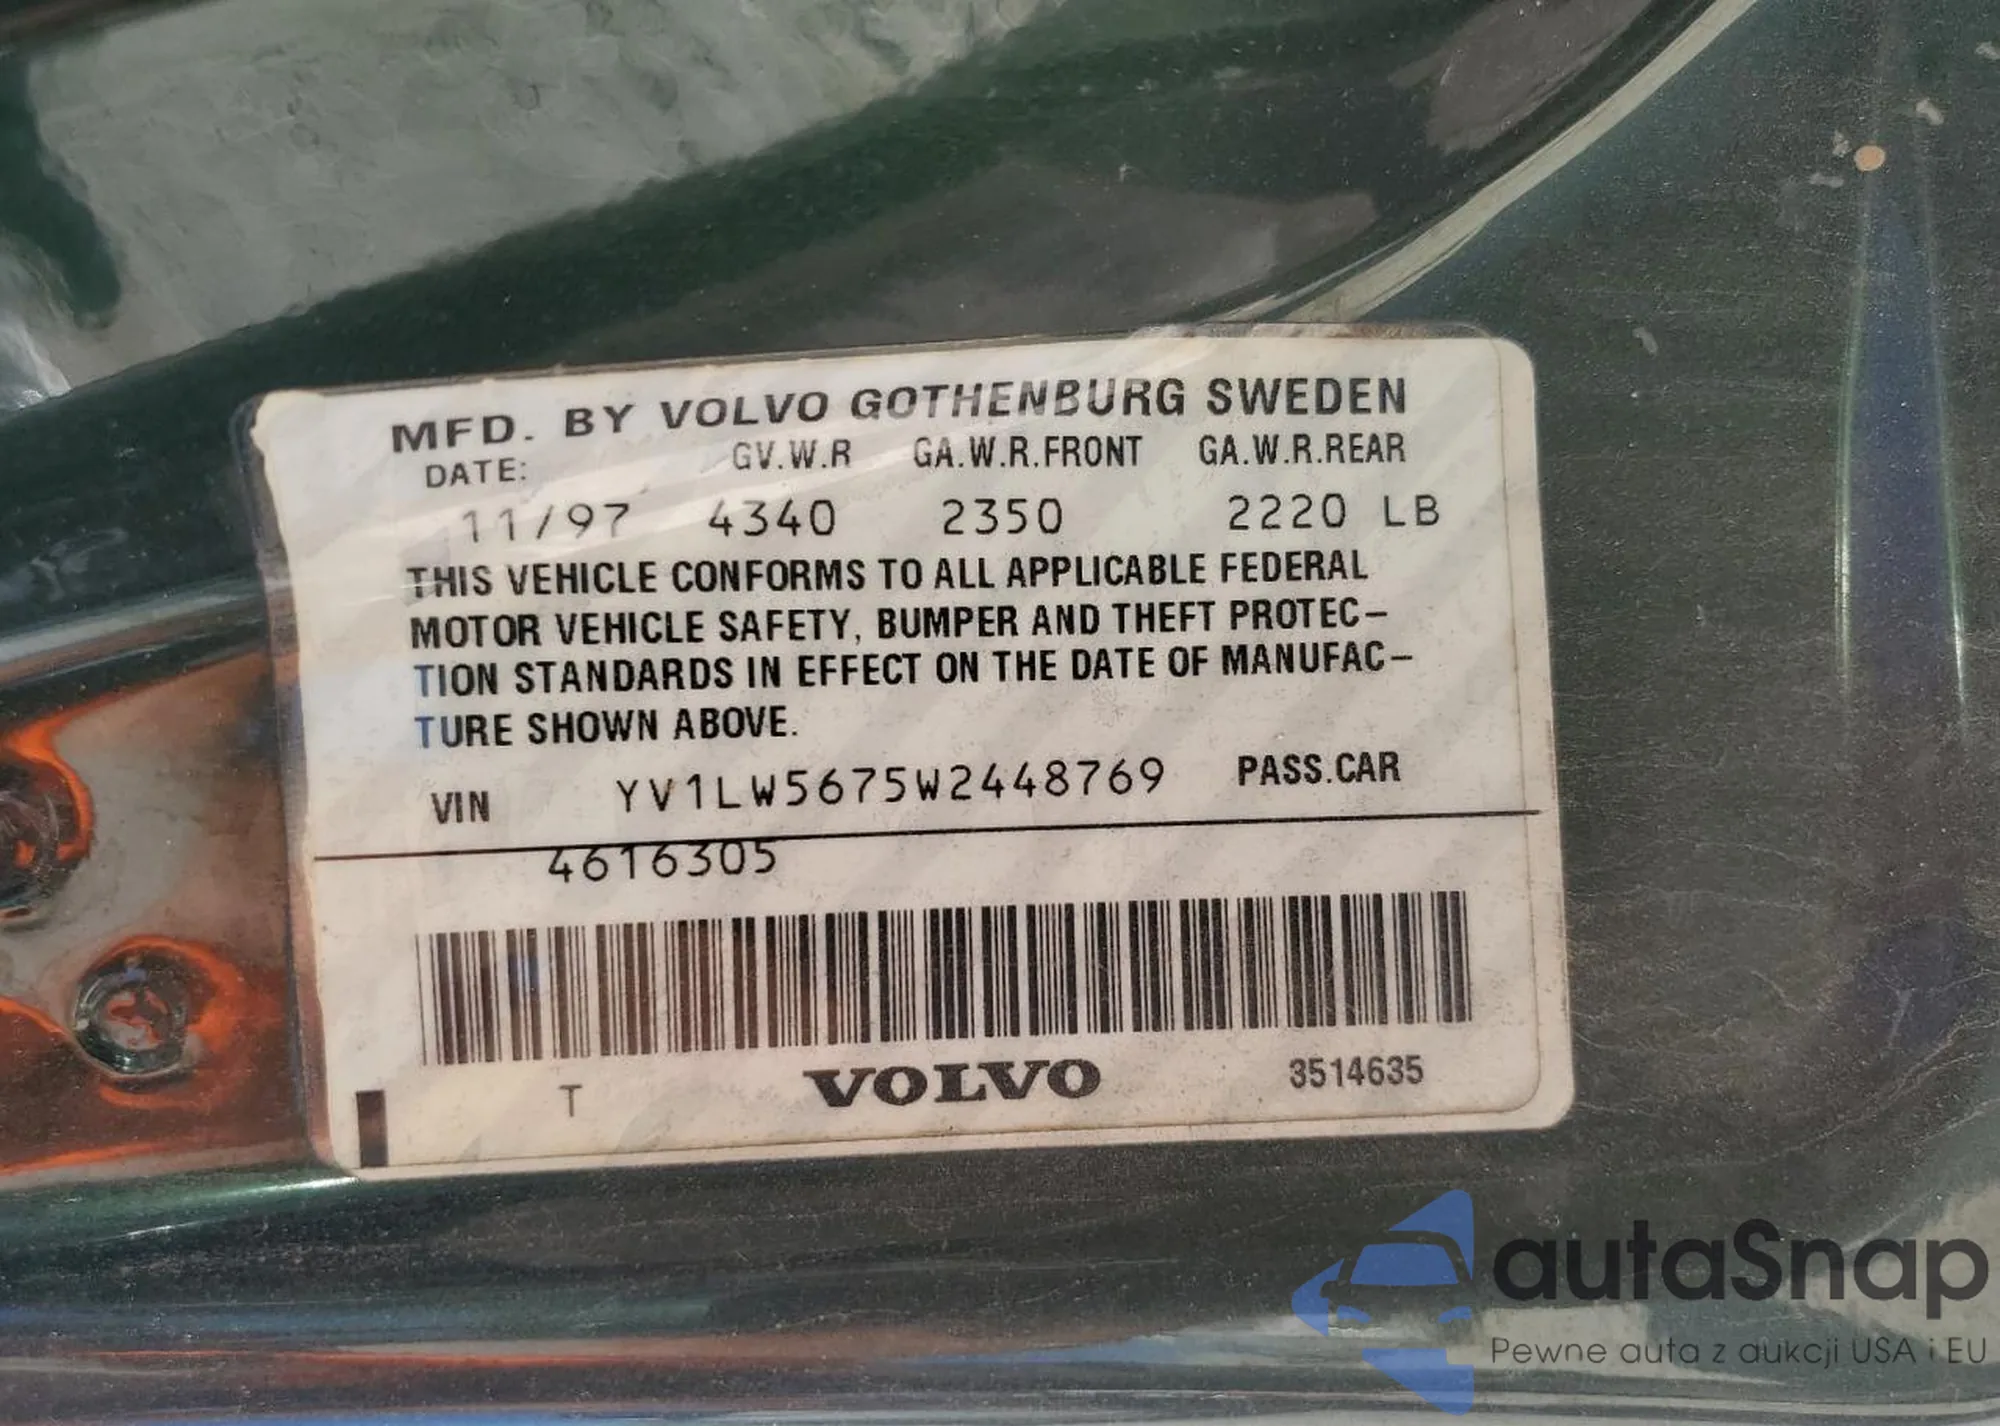 MFD. BY VOLVO GOTHENBURG SWEDEN
DATE: GV.W.R GA.W.R.FRONT GA.W.R.REAR
11/97 4340 2350 2220 LB
THIS VEHICLE CONFORMS TO ALL APPLICABLE FEDERAL
MOTOR VEHICLE SAFETY, BUMPER AND THEFT PROTEC-
TION STANDARDS IN EFFECT ON THE DATE OF MANUFAC-
TURE SHOWN ABOVE.
VIN YV1LW5675W2448769 PASS.CAR
4616305
T VOLVO 3514635
autaSnap
Pewne auta z aukcji USA i EU